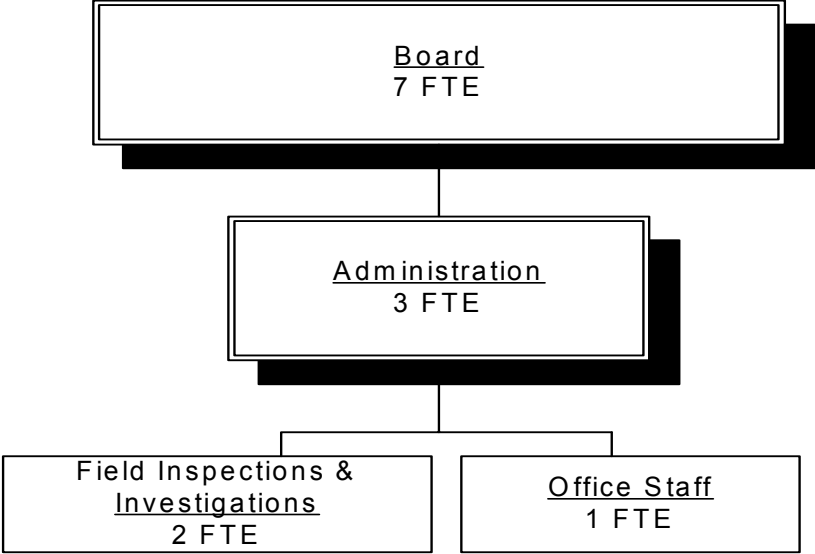 Board
7 FTE
Administration
3 FTE
Field Inspections &
Investigations
2 FTE
Office Staff
1 FTE